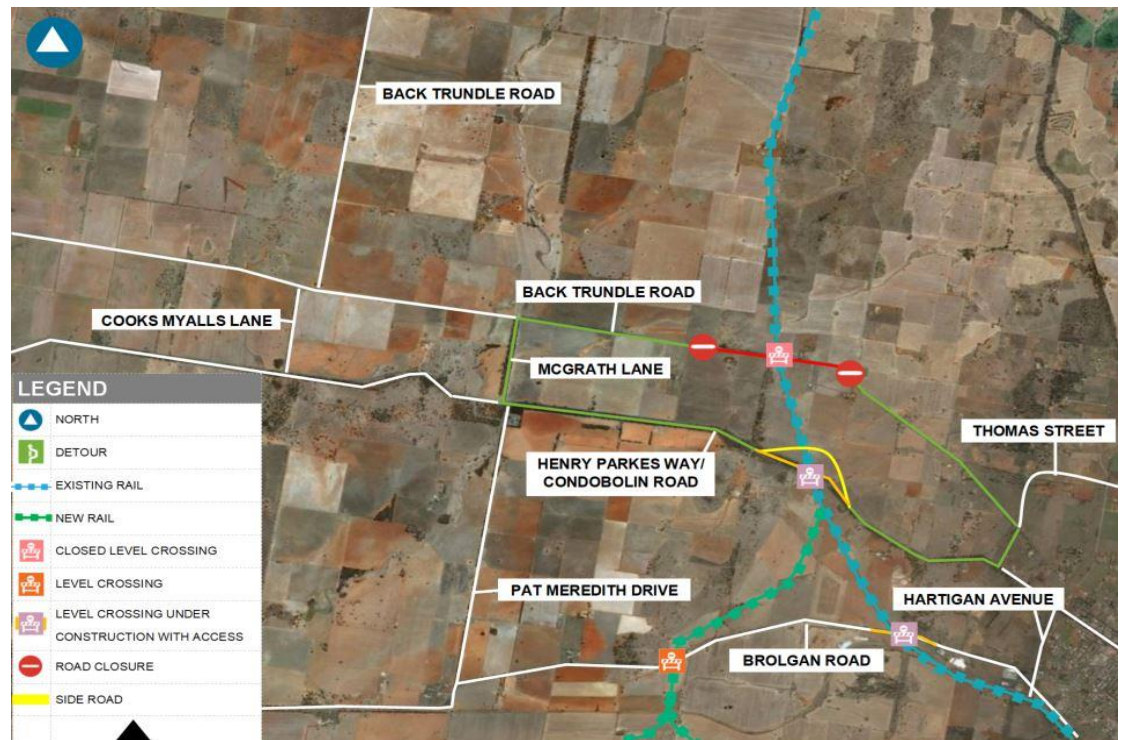 BACK TRUNDLE ROAD
BACK TRUNDLE ROAD
COOKS MYALLS LANE
MCGRATH LANE
THOMAS STREET
HENRY PARKES WAY/
CONDOBOLIN ROAD
PAT MEREDITH DRIVE
HARTIGAN AVENUE
BROLGAN ROAD
LEGEND
NORTH
DETOUR
EXISTING RAIL
NEW RAIL
CLOSED LEVEL CROSSING
LEVEL CROSSING
LEVEL CROSSING UNDER
CONSTRUCTION WITH ACCESS
ROAD CLOSURE
SIDE ROAD